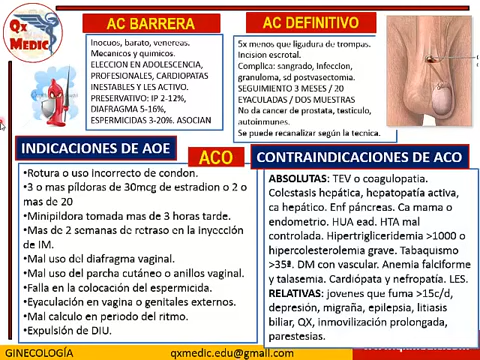 Qx
MEDIC
AC BARRERA
Inocuos, barato, venereas.
Mecanicos y quimicos.
ELECCION EN ADOLESCENCIA,
PROFESIONALES, CARDIOPATAS
INESTABLES Y LES ACTIVO.
PRESERVATIVO: IP 2-12%,
DIAFRAGMA 5-16%,
ESPERMICIDAS 3-20%. ASOCIAN
AC DEFINITIVO
5x menos que ligadura de trompas.
Incision escrotal.
Complica: sangrado, infeccion,
granuloma, sd postvasectomia.
SEGUIMIENTO 3 MESES / 20
EYACULADAS / DOS MUESTRAS
No da cancer de prostata, testiculo,
autoinmunes.
Se puede recanalizar según la tecnica.
INDICACIONES DE AOE
•Rotura o uso incorrecto de condon.
•3 o mas píldoras de 30mcg de estradion o 2 o
mas de 20
•Minipildora tomada mas de 3 horas tarde.
•Mas de 2 semanas de retraso en la inyección
de IM.
•Mal uso del diafragma vaginal.
•Mal uso del parcha cutáneo o anillos vaginal.
•Falla en la colocación del espermicida.
•Eyaculación en vagina o genitales externos.
•Mal calculo en periodo del ritmo.
•Expulsión de DIU.
ACO
CONTRAINDICACIONES DE ACO
ABSOLUTAS: TEV o coagulopatia.
Colestasis hepática, hepatopatía activa,
ca hepático. Enf páncreas. Ca mama o
endometrio. HUA ead. HTA mal
controlada. Hipertrigliceridemia >1000 o
hipercolesterolemia grave. Tabaquismo
>35ª. DM con vascular. Anemia falciforme
y talasemia. Cardiópata y nefropatía. LES.
RELATIVAS: jovenes que fuma >15c/d,
depresión, migraña, epilepsia, litiasis
biliar, QX, inmovilización prolongada,
parestesias.
GINECOLOGÍA
qxmedic.edu@gmail.com